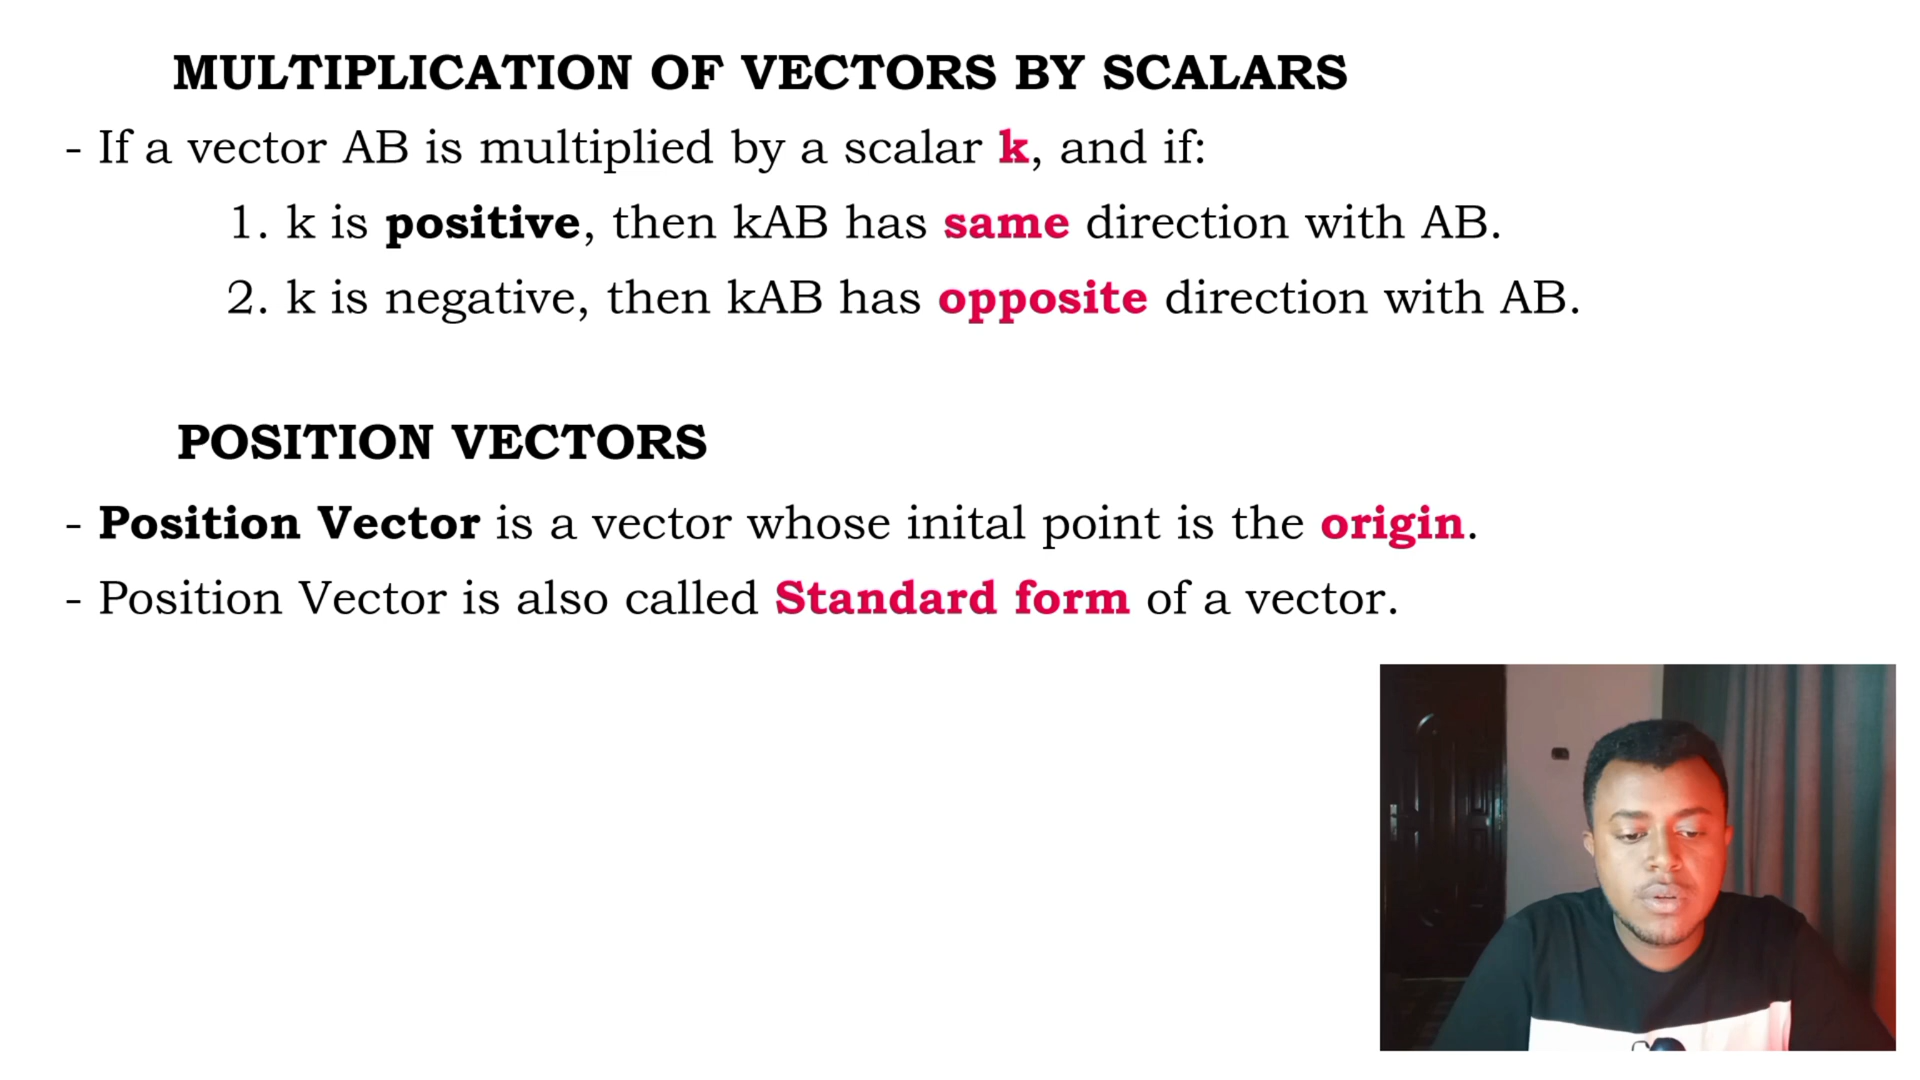 MULTIPLICATION OF VECTORS BY SCALARS
- If a vector AB is multiplied by a scalar k, and if:
1. k is positive, then kAB has same direction with AB.
2. k is negative, then kAB has opposite direction with AB.
POSITION VECTORS
- Position Vector is a vector whose inital point is the origin.
- Position Vector is also called Standard form of a vector.